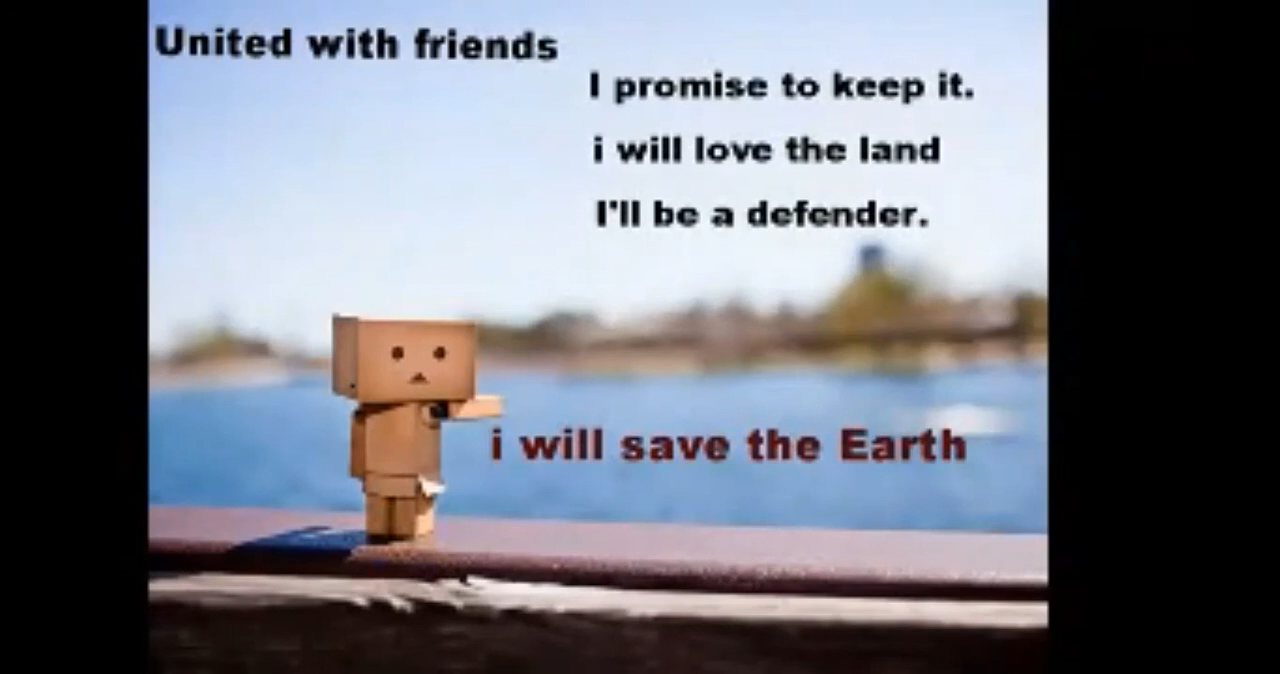 United with friends
I promise to keep it.
i will love the land
I'll be a defender.
i will save the Earth